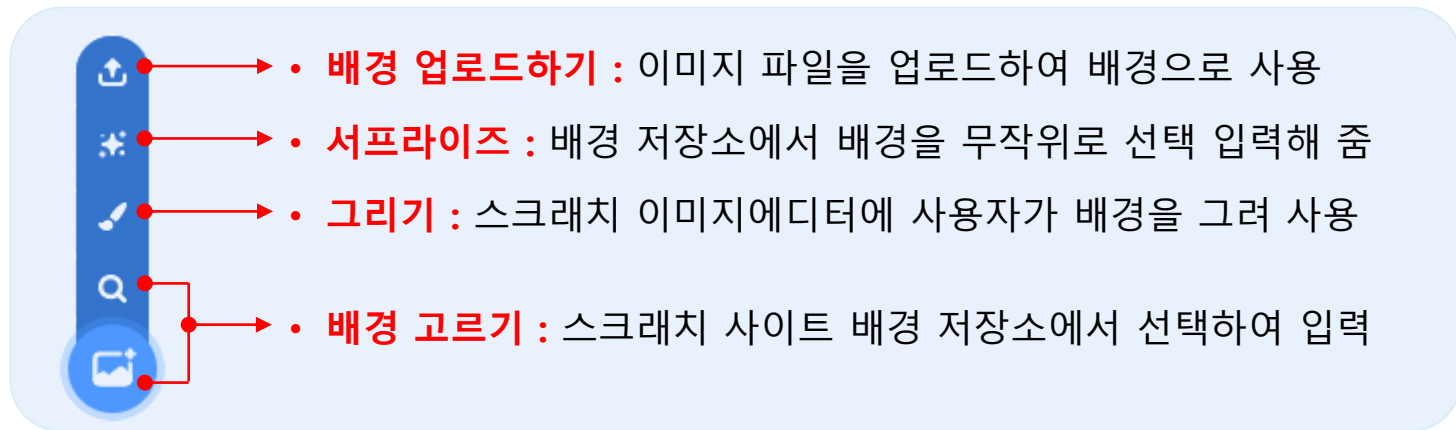 • 배경 업로드하기 : 이미지 파일을 업로드하여 배경으로 사용
• 서프라이즈 : 배경 저장소에서 배경을 무작위로 선택 입력해 줌
• 그리기 : 스크래치 이미지에디터에 사용자가 배경을 그려 사용
• 배경 고르기 : 스크래치 사이트 배경 저장소에서 선택하여 입력